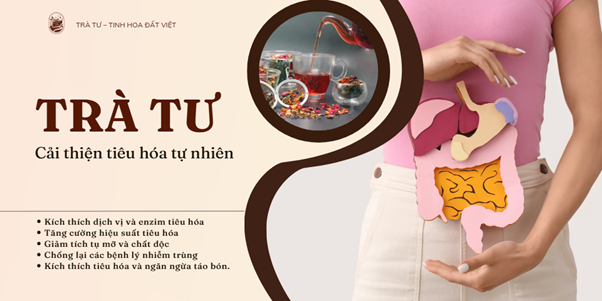 TRÀ TƯ – TINH HOA ĐẤT VIỆT
TRÀ TƯ
Cải thiện tiêu hóa tự nhiên
Kích thích dịch vị và enzim tiêu hóa
Tăng cường hiệu suất tiêu hóa
Giảm tích tụ mỡ và chất độc
Chống lại các bệnh lý nhiễm trùng
Kích thích tiêu hóa và ngăn ngừa táo bón.